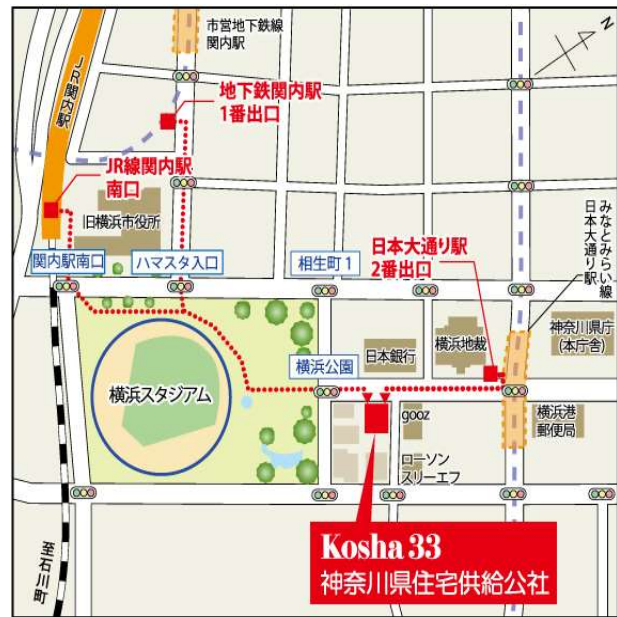 市営地下鉄線
関内駅
N
JR関内駅
地下鉄関内駅
1番出口
JR線関内駅
南口
旧横浜市役所
みなとみらい線
日本大通り駅
日本大通り駅
2番出口
関内駅南口
ハマスタ入口
相生町1
神奈川県庁
(本庁舎)
横浜地裁
日本銀行
横浜公園
横浜スタジアム
gooz
横浜港
郵便局
ローソン
スリーエフ
Kosha 33
神奈川県住宅供給公社
至石川町